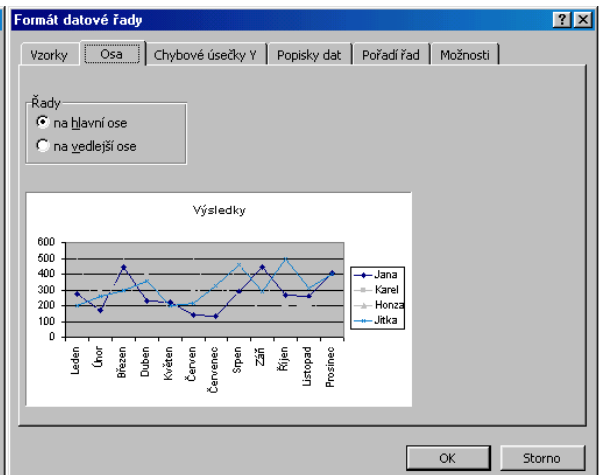 Formát datové řady
Vzorky Osa Chybové úsečky Y Popisky dat Pořadí řad Možnosti
Řady
na hlavní ose
na vedlejší ose
Výsledky
600
500
400
300
200
100
0
Leden
Únor
Březen
Duben
Květen
Červen
Červenec
Srpen
Září
Říjen
Listopad
Prosinec
Jana
Karel
Honza
Jitka
OK Storno